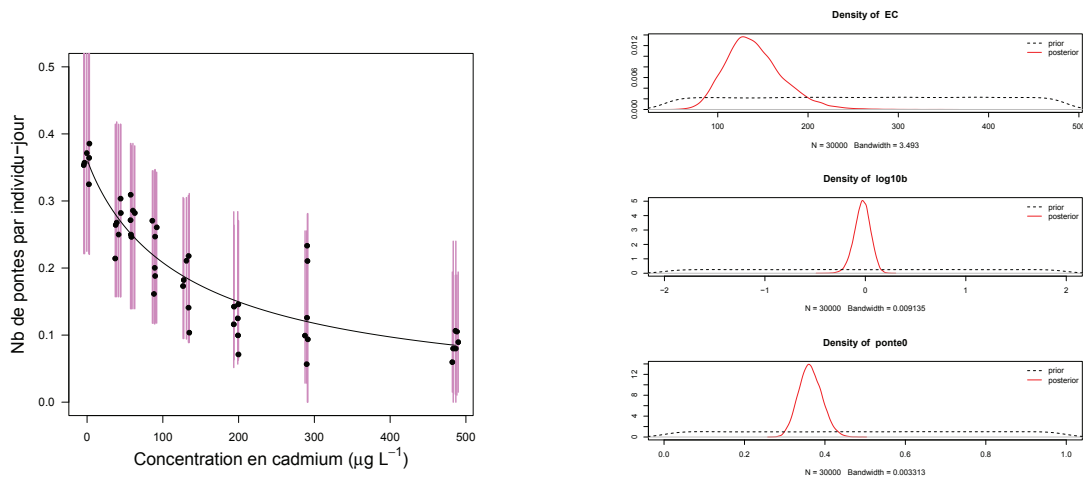 Nb de pontes par individu−jour
0.5
0.4
0.3
0.2
0.1
0.0
0 100 200 300 400 500
Concentration en cadmium (μg L⁻¹)
Density of EC
0.012
0.006
0.000
prior
posterior
100 200 300 400 500
N = 30000 Bandwidth = 3.493
Density of log10b
5
4
3
2
1
0
prior
posterior
−2 −1 0 1 2
N = 30000 Bandwidth = 0.009135
Density of ponte0
12
8
4
0
prior
posterior
0.0 0.2 0.4 0.6 0.8 1.0
N = 30000 Bandwidth = 0.003313